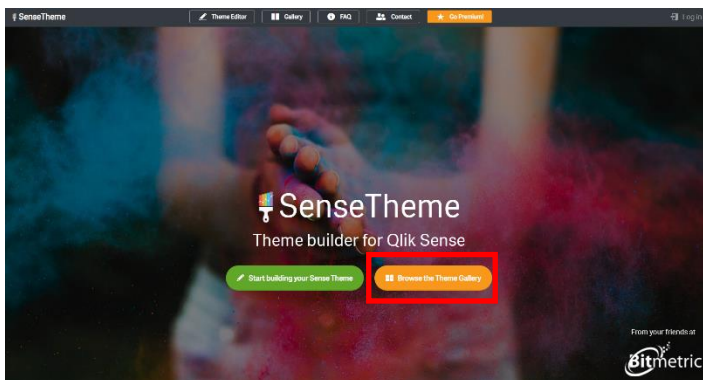 SenseTheme
Theme Editor
Gallery
FAQ
Contact
Go Premium!
Log in
SenseTheme
Theme builder for Qlik Sense
Start building your Sense Theme
Browse the Theme Gallery
From your friends at
Bitmetric